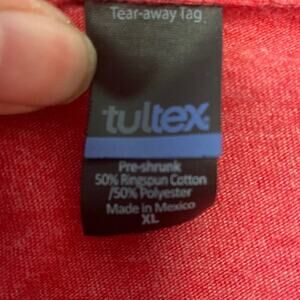 Tear-away Tag
tultex
Pre-shrunk
50% Ringspun Cotton
/50% Polyester
Made in Mexico
XL